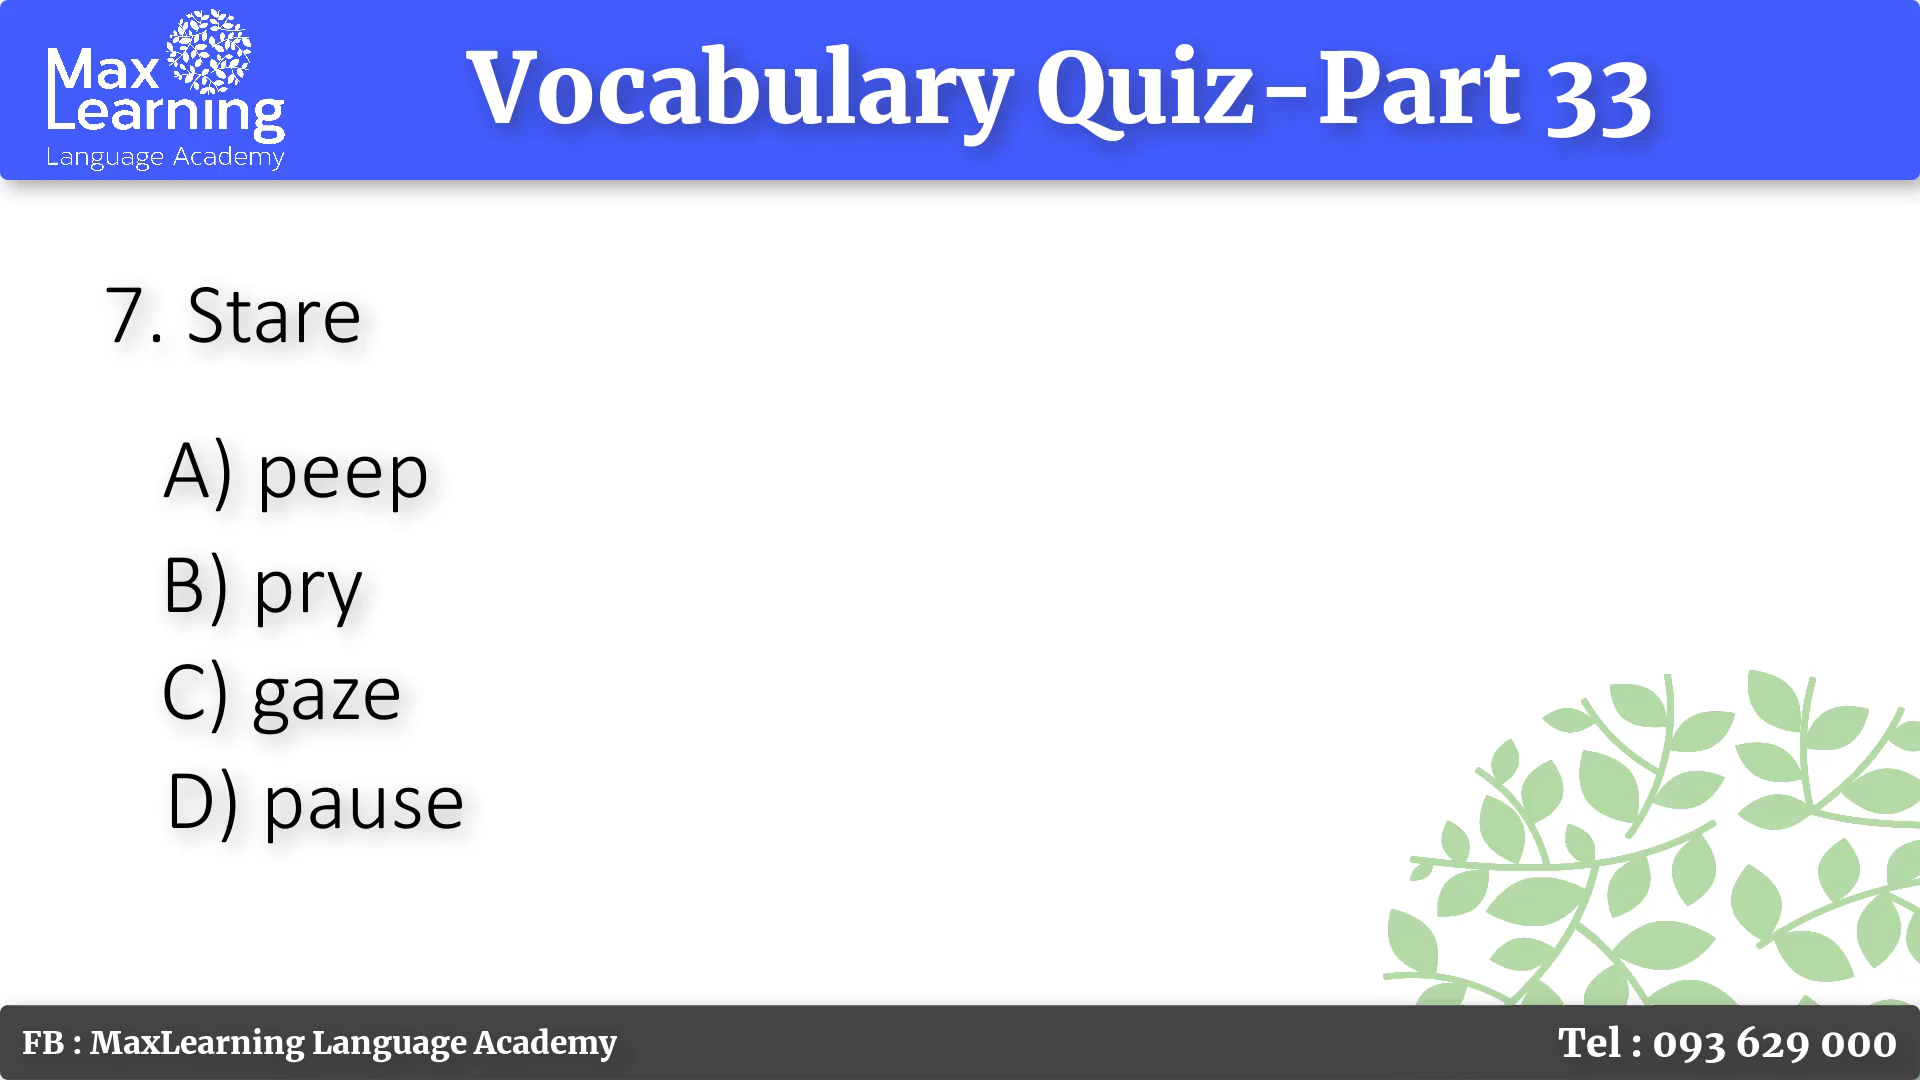 Max
Learning
Language Academy
Vocabulary Quiz-Part 33
7. Stare
A) peep
B) pry
C) gaze
D) pause
FB : MaxLearning Language Academy
Tel : 093 629 000